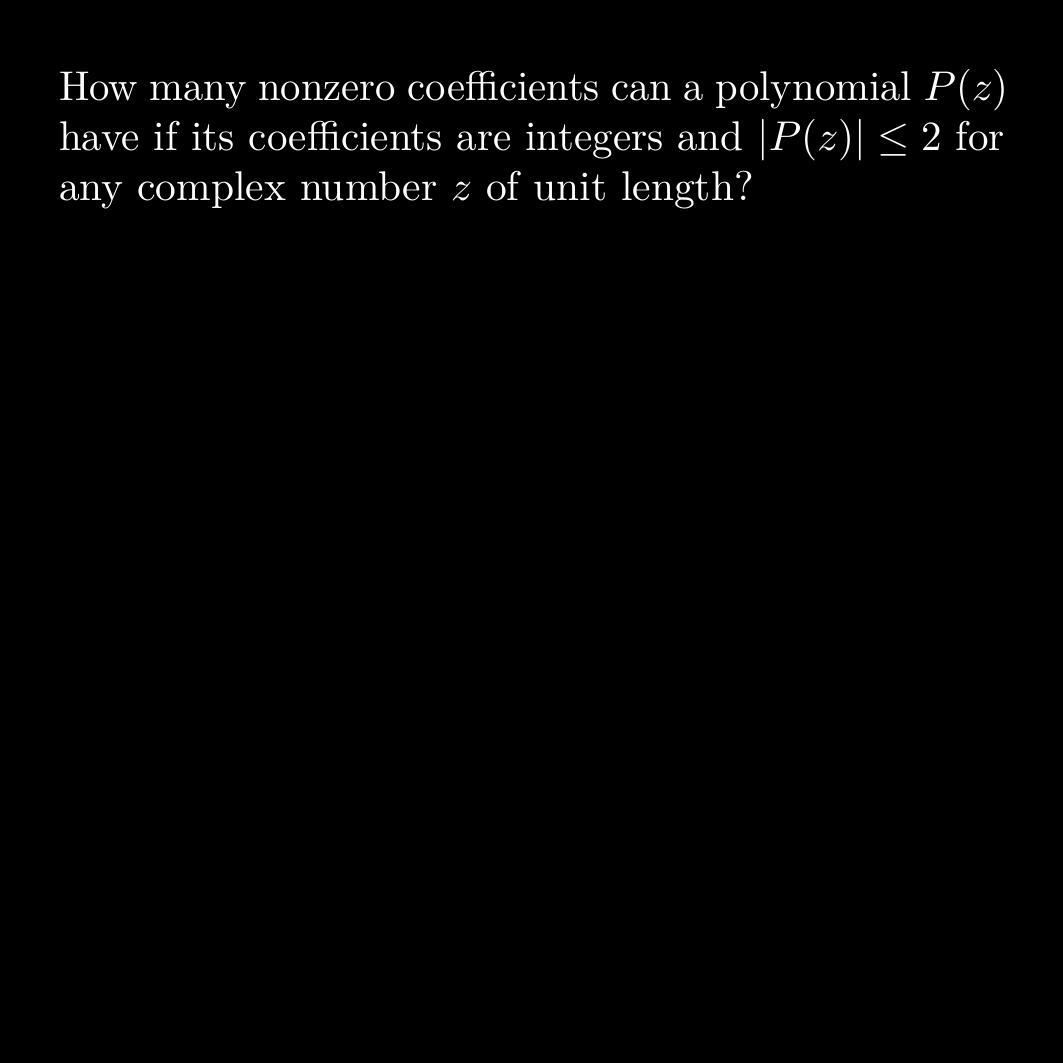 How many nonzero coefficients can a polynomial $P(z)$
have if its coefficients are integers and $|P(z)| \leq 2$ for
any complex number $z$ of unit length?